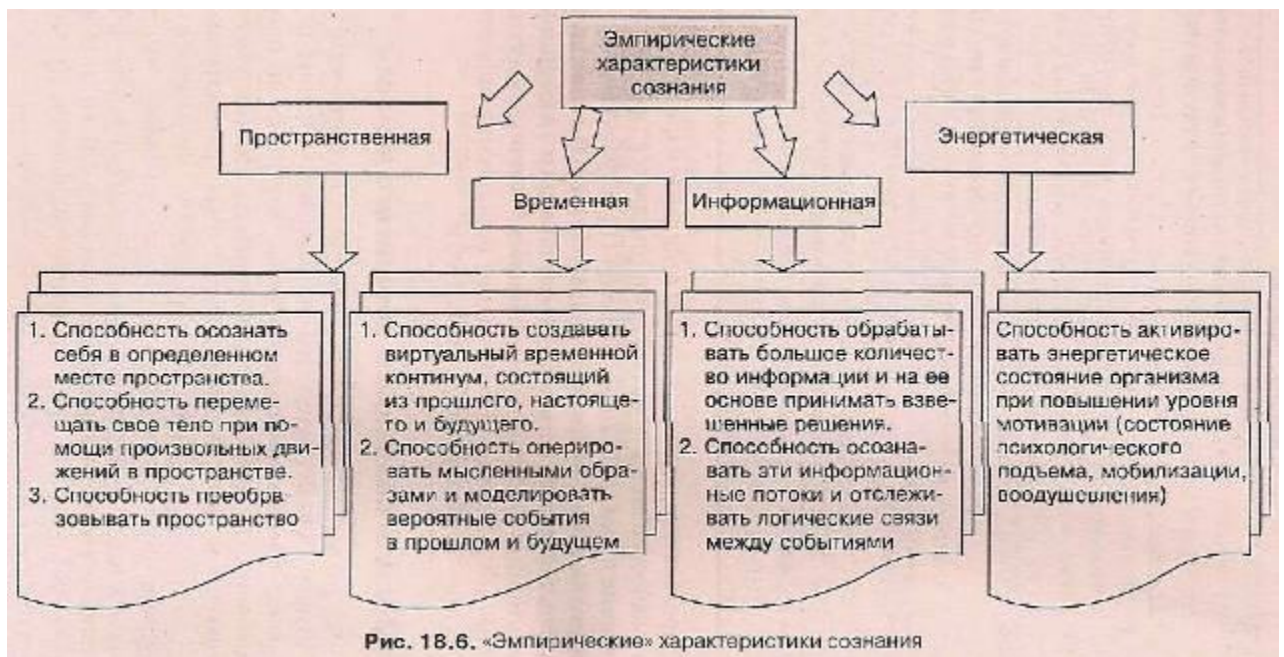 Эмпирические
характеристики
сознания
Пространственная
Энергетическая
Временная
Информационная
1. Способность осознать
себя в определенном
месте пространства.
2. Способность переме-
щать свое тело при по-
мощи произвольных дви-
жений в пространстве.
3. Способность преобра
зовывать пространство
1. Способность создавать
виртуальный временной
континум, состоящий
из прошлого, настояще-
го и будущего.
2. Способность опериро-
вать мысленными обра-
зами и моделировать
вероятные события
в прошлом и будущем
1. Способность обрабаты-
вать большое количест-
во информации и на ее
основе принимать взве-
шенные решения.
2. Способность осозна-
вать эти информацион-
ные потоки и отслежи-
вать логические связи
между событиями
Способность активиро-
вать энергетическое
состояние организма
при повышении уровня
мотивации (состояние
психологического
подъема, мобилизации,
воодушевления)
Рис. 18.6. «Эмпирические» характеристики сознания